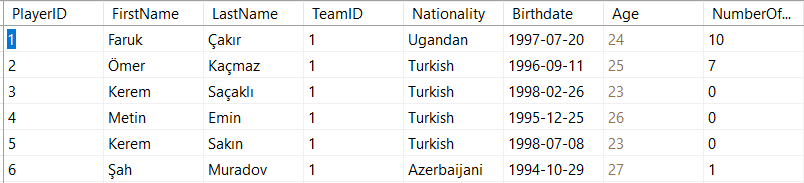 PlayerID FirstName LastName TeamID Nationality Birthdate Age NumberOf...
1 Faruk Çakır 1 Ugandan 1997-07-20 24 10
2 Ömer Kaçmaz 1 Turkish 1996-09-11 25 7
3 Kerem Saçaklı 1 Turkish 1998-02-26 23 0
4 Metin Emin 1 Turkish 1995-12-25 26 0
5 Kerem Sakın 1 Turkish 1998-07-08 23 0
6 Şah Muradov 1 Azerbaijani 1994-10-29 27 1